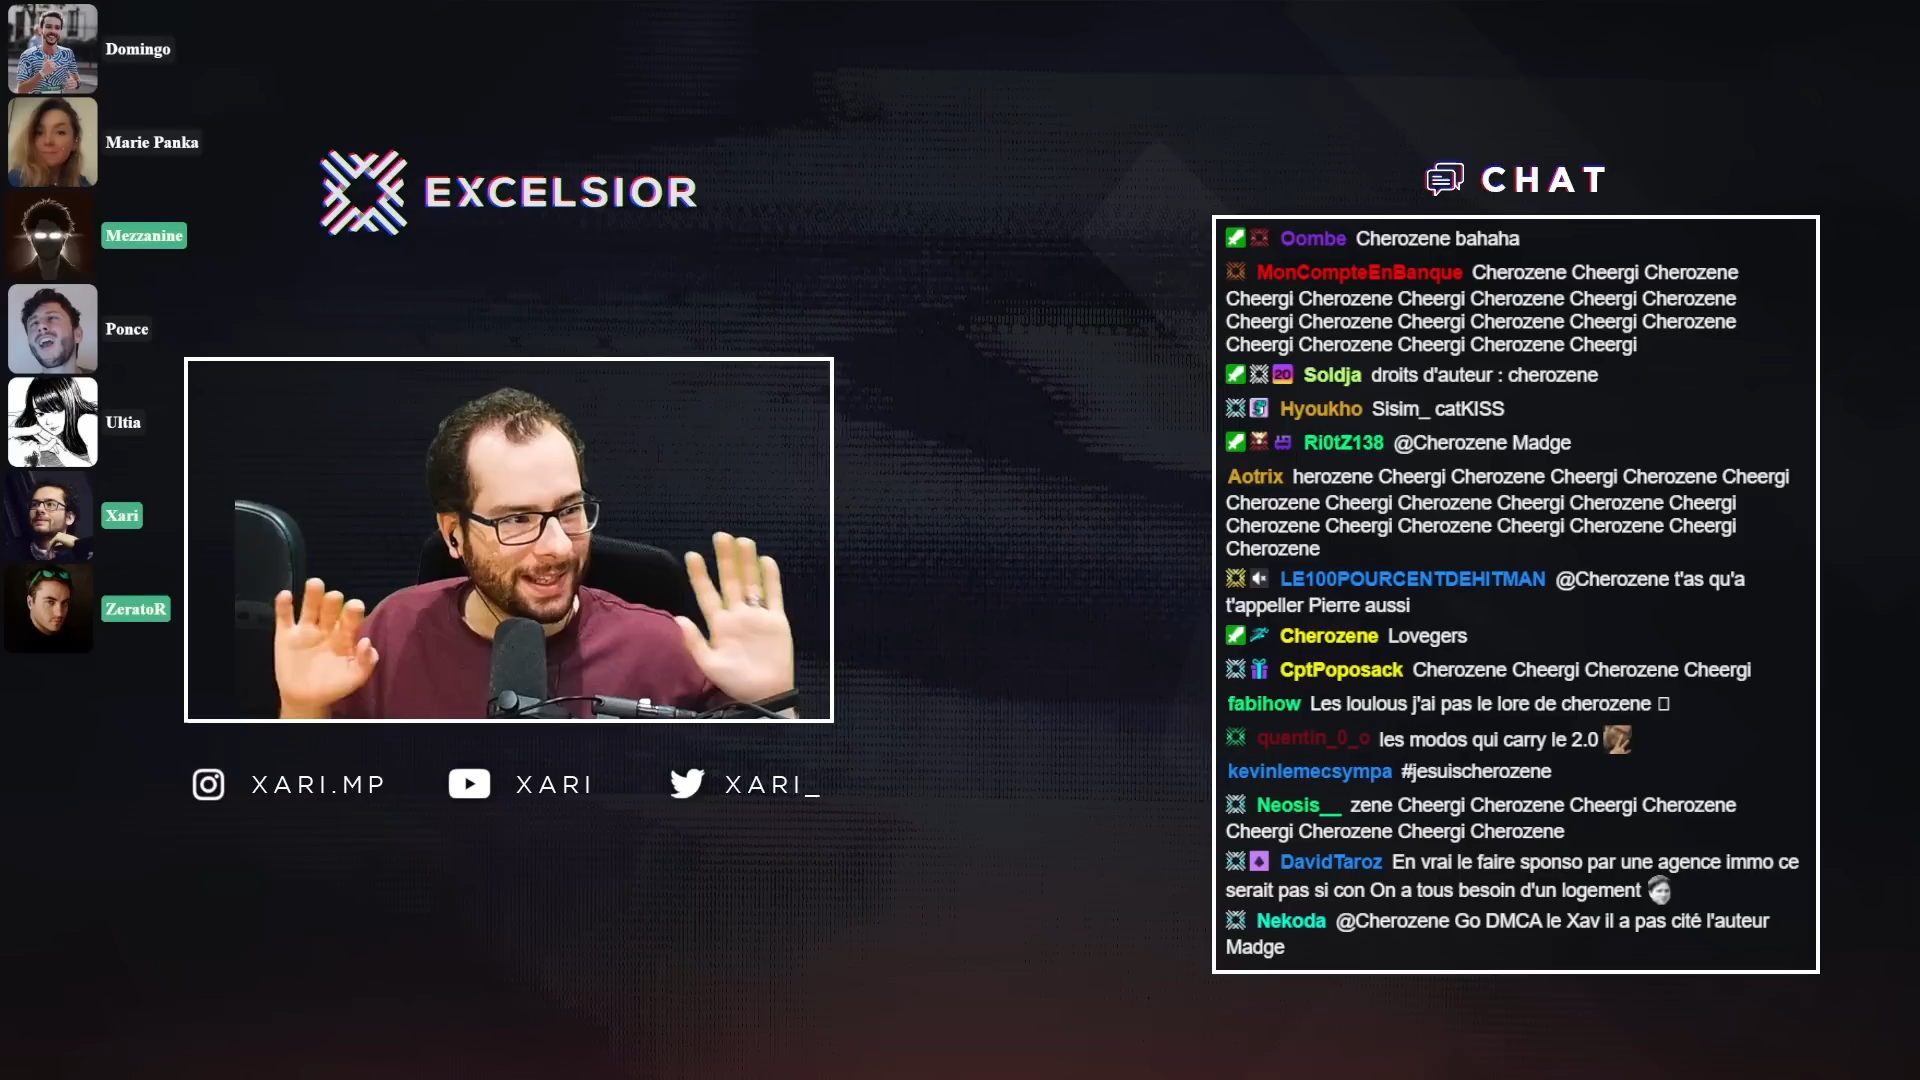 Domingo
Marie Panka
Mezzanine
Ponce
Ultia
Xari
ZeratoR
EXCELSIOR
XARI.MP
XARI
XARI_
CHAT
Oombe Cherozene bahaha
MonCompteEnBanque Cherozene Cheergi Cherozene
Cheergi Cherozene Cheergi Cherozene Cheergi Cherozene
Cheergi Cherozene Cheergi Cherozene Cheergi Cherozene
Cheergi Cherozene Cheergi Cherozene Cheergi
20 Soldja droits d'auteur : cherozene
Hyoukho Sisim_ catKISS
Ri0tZ138 @Cherozene Madge
Aotrix herozene Cheergi Cherozene Cheergi Cherozene Cheergi
Cherozene Cheergi Cherozene Cheergi Cherozene Cheergi
Cherozene Cheergi Cherozene Cheergi Cherozene Cheergi
Cherozene
LE100POURCENTDEHITMAN @Cherozene t'as qu'a
t'appeller Pierre aussi
Cherozene Lovegers
CptPoposack Cherozene Cheergi Cherozene Cheergi
fabihow Les loulous j'ai pas le lore de cherozene
quentin_0_o les modos qui carry le 2.0
kevinlemecsympa #jesuischerozene
Neosis__ zene Cheergi Cherozene Cheergi Cherozene
Cheergi Cherozene Cheergi Cherozene
DavidTaroz En vrai le faire sponso par une agence immo ce
serait pas si con On a tous besoin d'un logement
Nekoda @Cherozene Go DMCA le Xav il a pas cité l'auteur
Madge